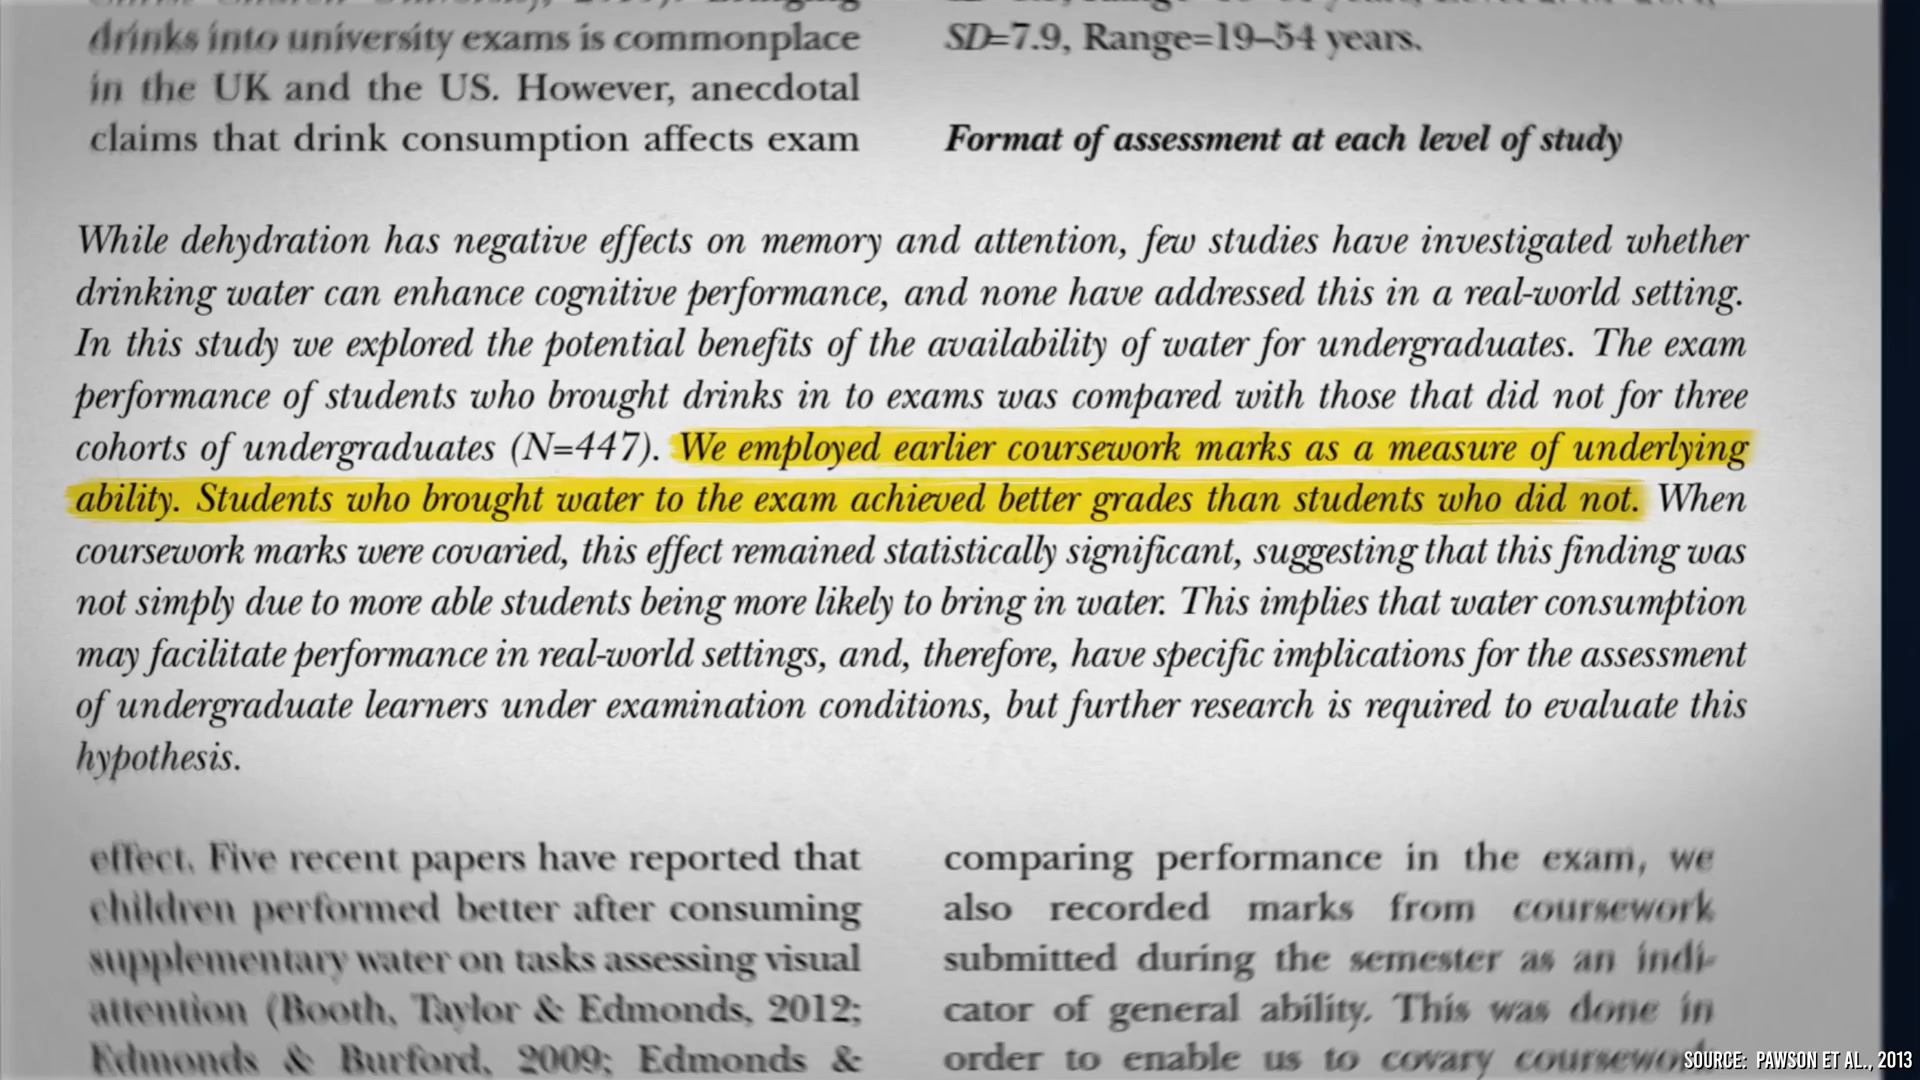 drinks into university exams is commonplace
in the UK and the US. However, anecdotal
claims that drink consumption affects exam
SD=7.9, Range=19–54 years.
Format of assessment at each level of study
While dehydration has negative effects on memory and attention, few studies have investigated whether
drinking water can enhance cognitive performance, and none have addressed this in a real-world setting.
In this study we explored the potential benefits of the availability of water for undergraduates. The exam
performance of students who brought drinks in to exams was compared with those that did not for three
cohorts of undergraduates (N=447). We employed earlier coursework marks as a measure of underlying
ability. Students who brought water to the exam achieved better grades than students who did not. When
coursework marks were covaried, this effect remained statistically significant, suggesting that this finding was
not simply due to more able students being more likely to bring in water. This implies that water consumption
may facilitate performance in real-world settings, and, therefore, have specific implications for the assessment
of undergraduate learners under examination conditions, but further research is required to evaluate this
hypothesis.
effect. Five recent papers have reported that
children performed better after consuming
supplementary water on tasks assessing visual
attention (Booth, Taylor & Edmonds, 2012;
Edmonds & Burford, 2009; Edmonds &
comparing performance in the exam, we
also recorded marks from coursework
submitted during the semester as an indi-
cator of general ability. This was done in
order to enable us to covary coursework
SOURCE: PAWSON ET AL., 2013